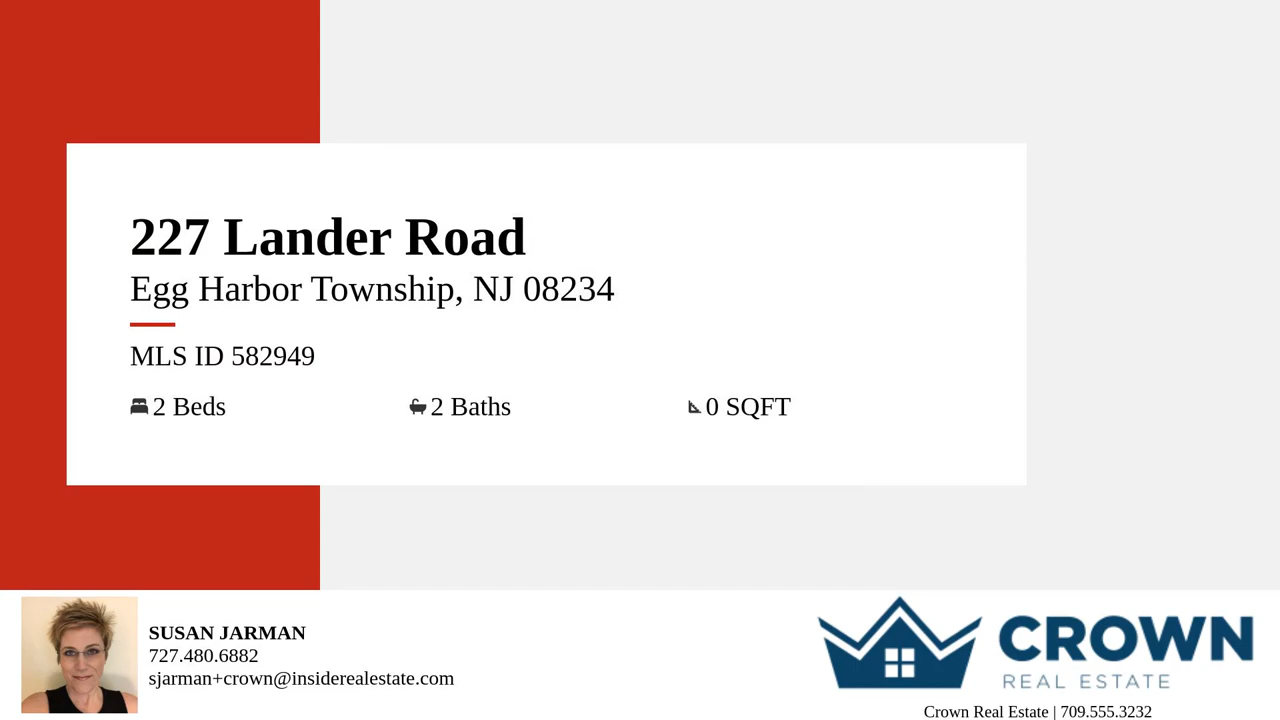 227 Lander Road
Egg Harbor Township, NJ 08234
MLS ID 582949
2 Beds 2 Baths 0 SQFT
SUSAN JARMAN
727.480.6882
sjarman+crown@insiderealestate.com
CROWN
REAL ESTATE
Crown Real Estate | 709.555.3232